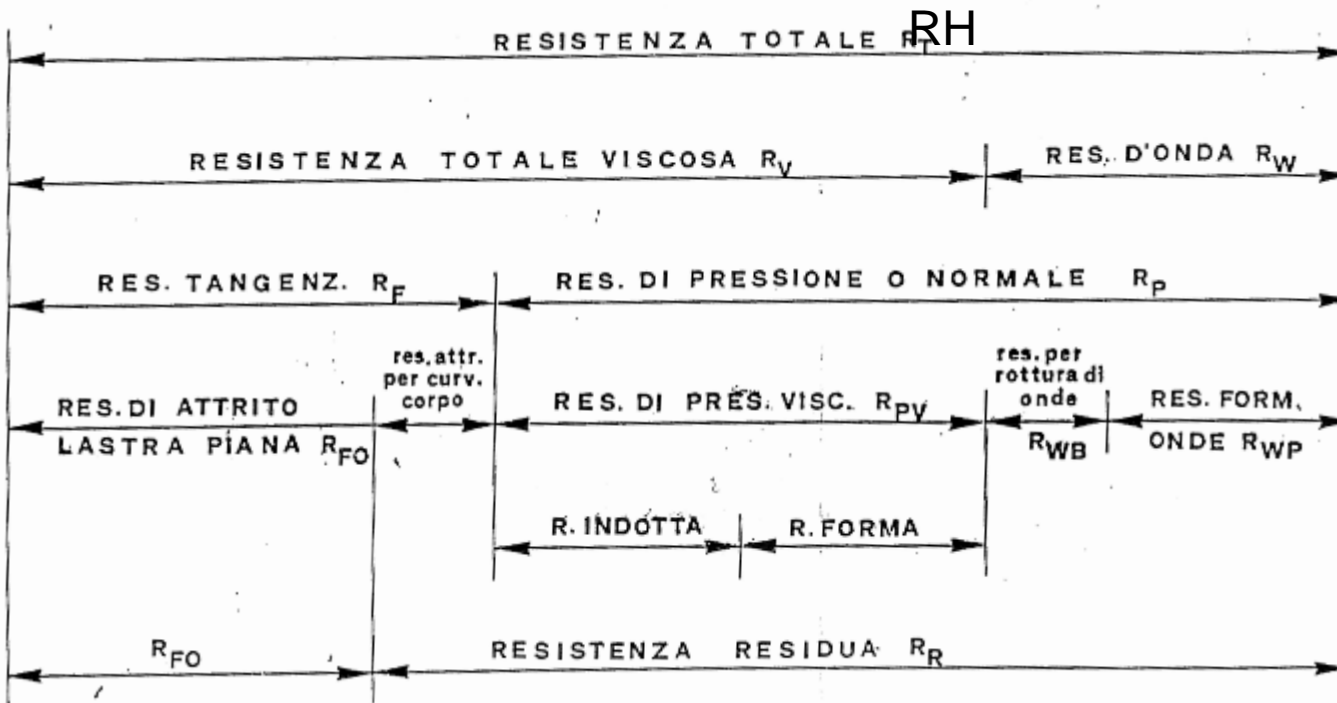 RESISTENZA TOTALE RT RH
RESISTENZA TOTALE VISCOSA RV
RES. D'ONDA RW
RES. TANGENZ. RF
RES. DI PRESSIONE O NORMALE RP
RES. DI ATTRITO
LASTRA PIANA RFO
res. attr.
per curv.
corpo
RES. DI PRES. VISC. RPV
res. per
rottura di
onde
RWB
RES. FORM.
ONDE RWP
R. INDOTTA
R. FORMA
RFO
RESISTENZA RESIDUA RR